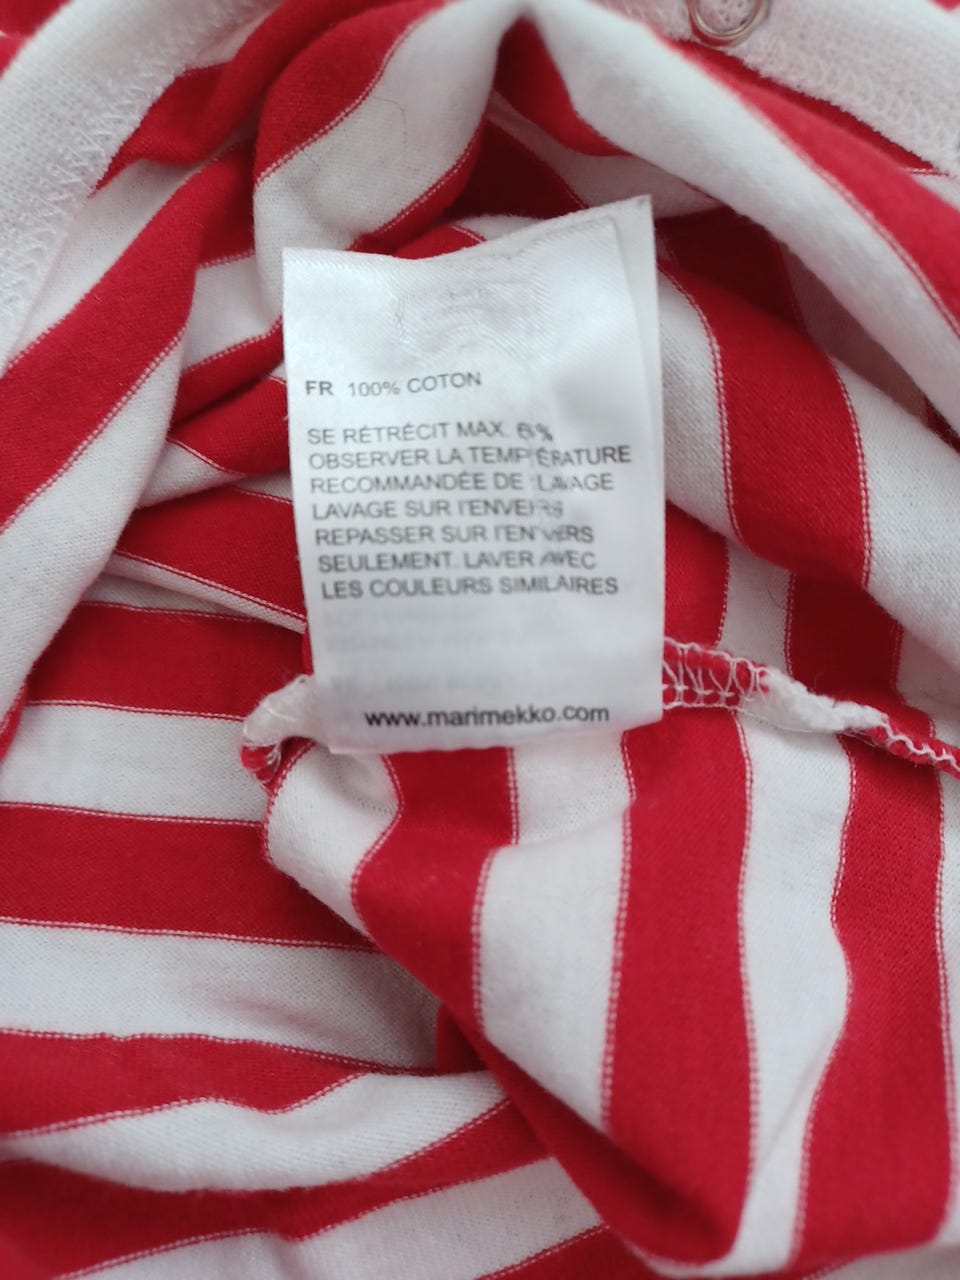 FR 100% COTON
SE RÉTRÉCIT MAX.
OBSERVER LA TEMPÉRATURE
RECOMMANDÉE DE LAVAGE
LAVAGE SUR l'ENVERS
REPASSER SUR l'ENVERS
SEULEMENT. LAVER AVEC
LES COULEURS SIMILAIRES
www.marimekko.com